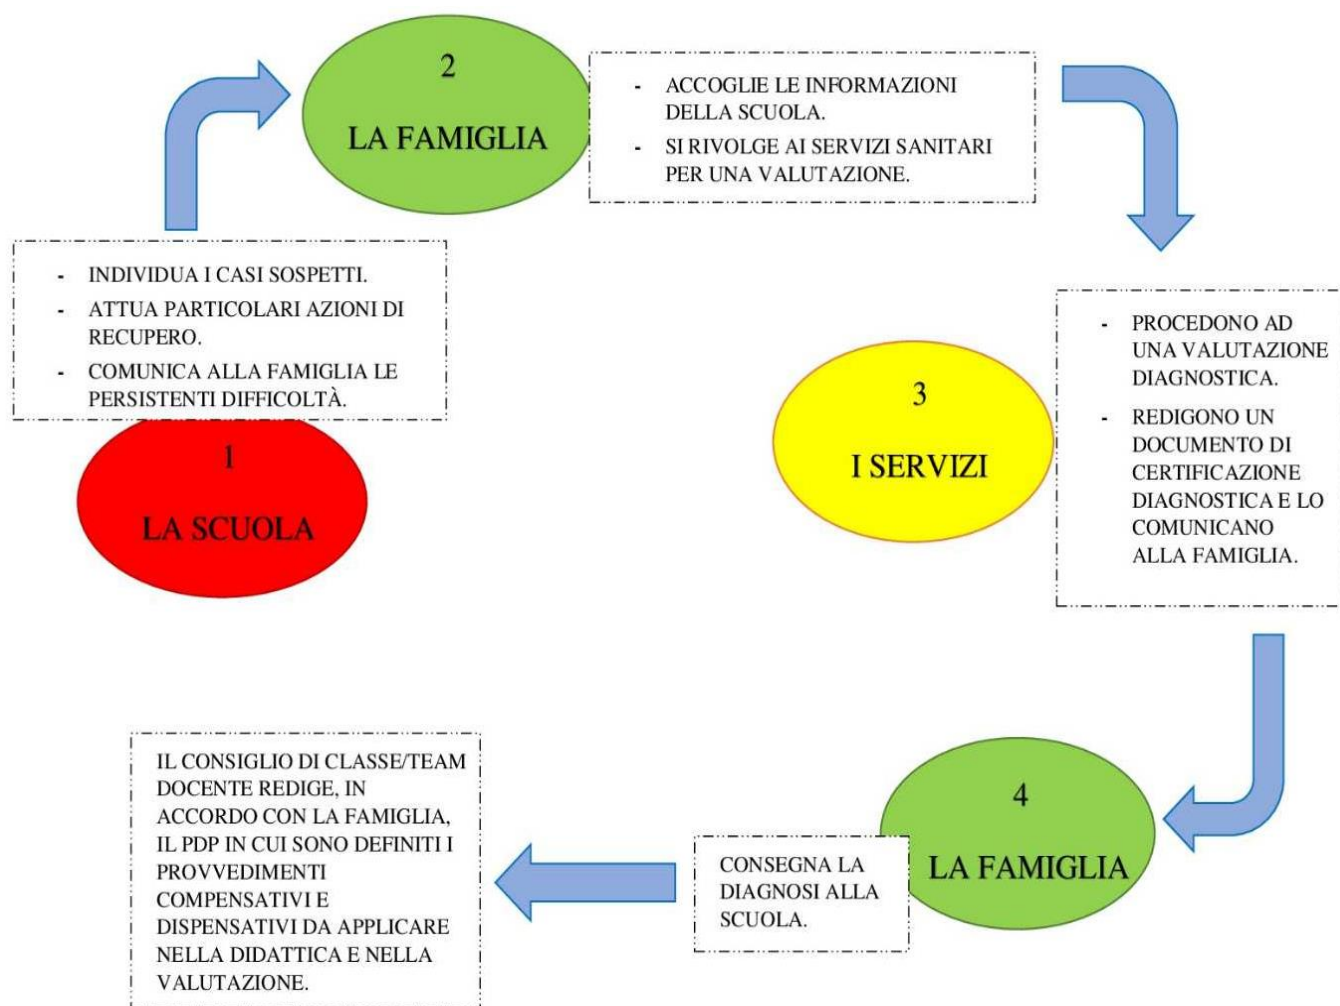 1
LA SCUOLA
- INDIVIDUA I CASI SOSPETTI.
- ATTUA PARTICOLARI AZIONI DI
RECUPERO.
- COMUNICA ALLA FAMIGLIA LE
PERSISTENTI DIFFICOLTÀ.
2
LA FAMIGLIA
- ACCOGLIE LE INFORMAZIONI
DELLA SCUOLA.
- SI RIVOLGE AI SERVIZI SANITARI
PER UNA VALUTAZIONE.
3
I SERVIZI
- PROCEDONO AD
UNA VALUTAZIONE
DIAGNOSTICA.
- REDIGONO UN
DOCUMENTO DI
CERTIFICAZIONE
DIAGNOSTICA E LO
COMUNICANO
ALLA FAMIGLIA.
4
LA FAMIGLIA
CONSEGNA LA
DIAGNOSI ALLA
SCUOLA.
IL CONSIGLIO DI CLASSE/TEAM
DOCENTE REDIGE, IN
ACCORDO CON LA FAMIGLIA,
IL PDP IN CUI SONO DEFINITI I
PROVVEDIMENTI
COMPENSATIVI E
DISPENSATIVI DA APPLICARE
NELLA DIDATTICA E NELLA
VALUTAZIONE.